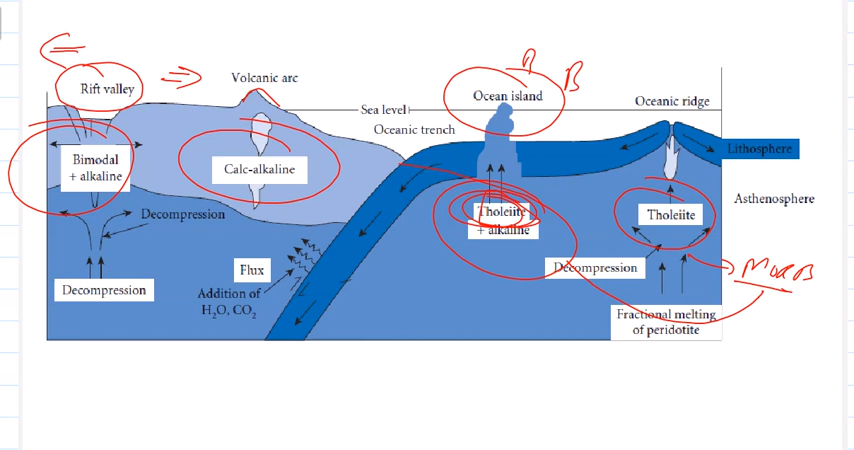 Rift valley
Volcanic arc
Ocean island
A
B
Oceanic ridge
Sea level
Oceanic trench
Lithosphere
Bimodal
+ alkaline
Calc-alkaline
Asthenosphere
Decompression
Tholeiite
+ alkaline
Tholeiite
Flux
Decompression
Decompression
Addition of
H₂O, CO₂
Fractional melting
of peridotite